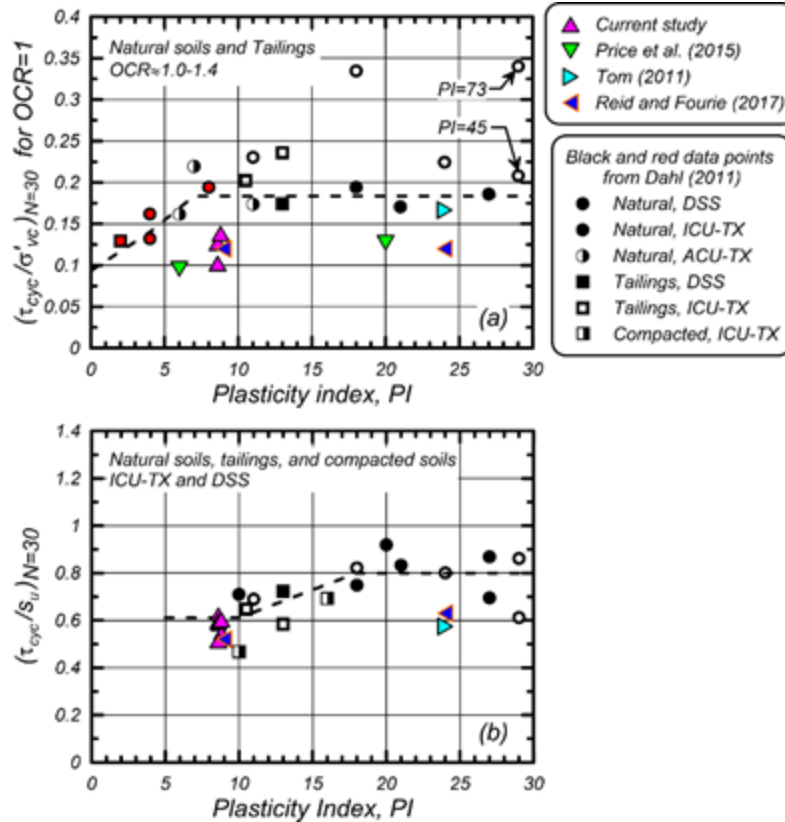 0.4
0.35
0.3
0.25
0.2
0.15
0.1
0.05
0
(τcyc/σ'vc)N=30 for OCR=1
Natural soils and Tailings
OCR≈1.0-1.4
PI=73
PI=45
(a)
0 5 10 15 20 25 30
Plasticity index, PI
Current study
Price et al. (2015)
Tom (2011)
Reid and Fourie (2017)
Black and red data points
from Dahl (2011)
Natural, DSS
Natural, ICU-TX
Natural, ACU-TX
Tailings, DSS
Tailings, ICU-TX
Compacted, ICU-TX
1.4
1.2
1
0.8
0.6
0.4
0.2
0
(τcyc/su)N=30
Natural soils, tailings, and compacted soils
ICU-TX and DSS
(b)
0 5 10 15 20 25 30
Plasticity Index, PI